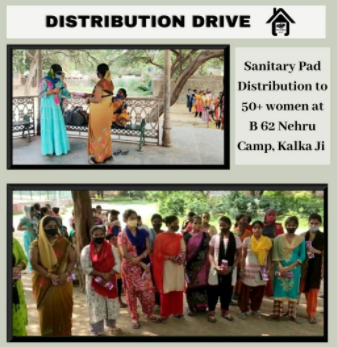 DISTRIBUTION DRIVE
Sanitary Pad
Distribution to
50+ women at
B 62 Nehru
Camp, Kalka Ji